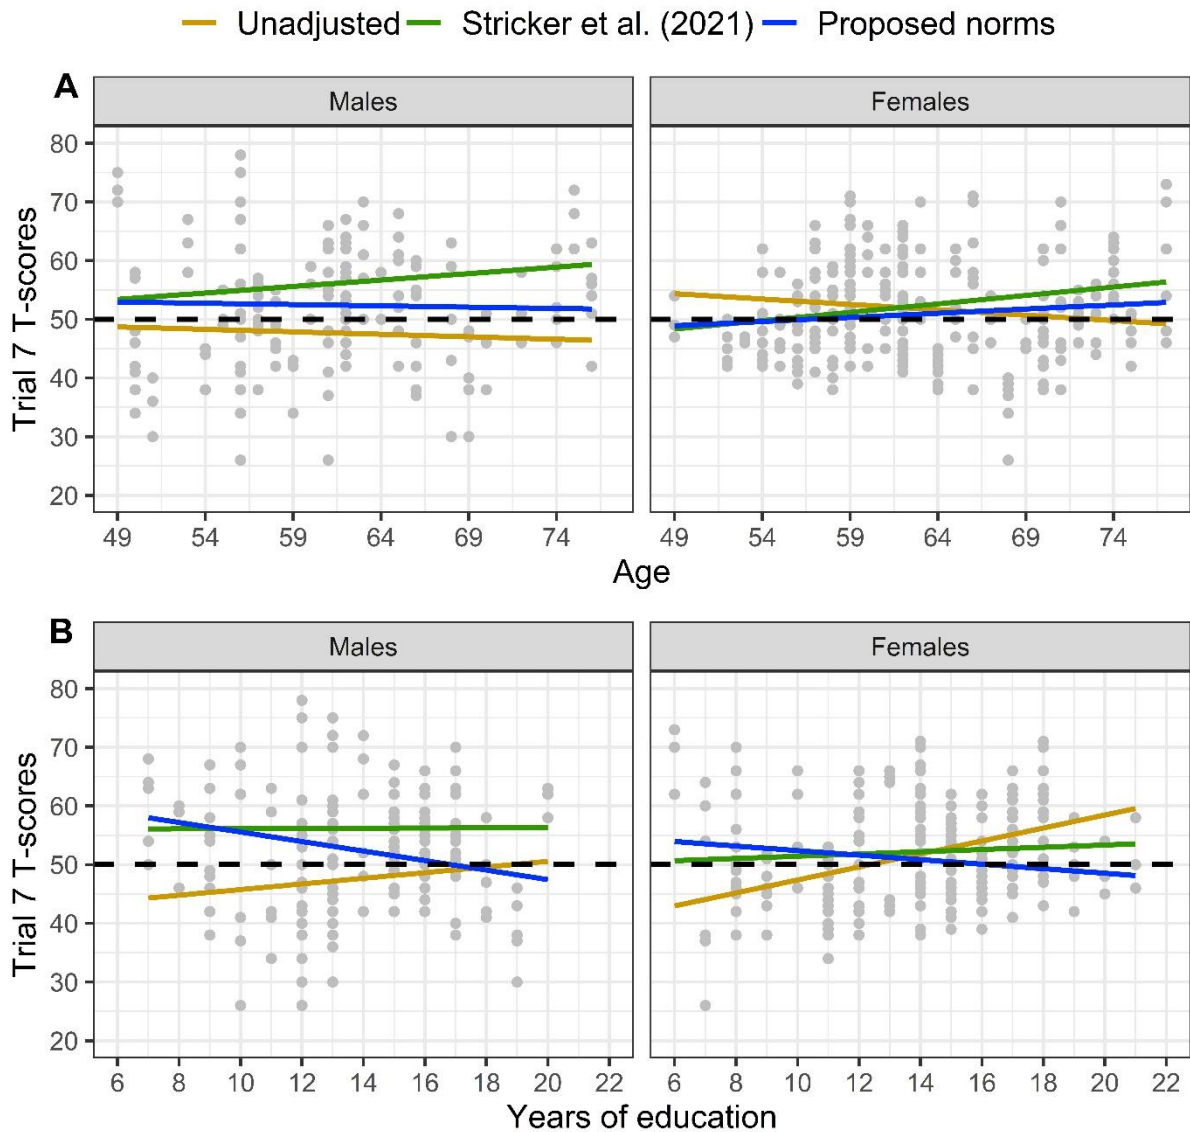 Unadjusted Stricker et al. (2021) Proposed norms
A
Males Females
Trial 7 T-scores
80
70
60
50
40
30
20
49 54 59 64 69 74 49 54 59 64 69 74
Age
B
Males Females
Trial 7 T-scores
80
70
60
50
40
30
20
6 8 10 12 14 16 18 20 22 6 8 10 12 14 16 18 20 22
Years of education